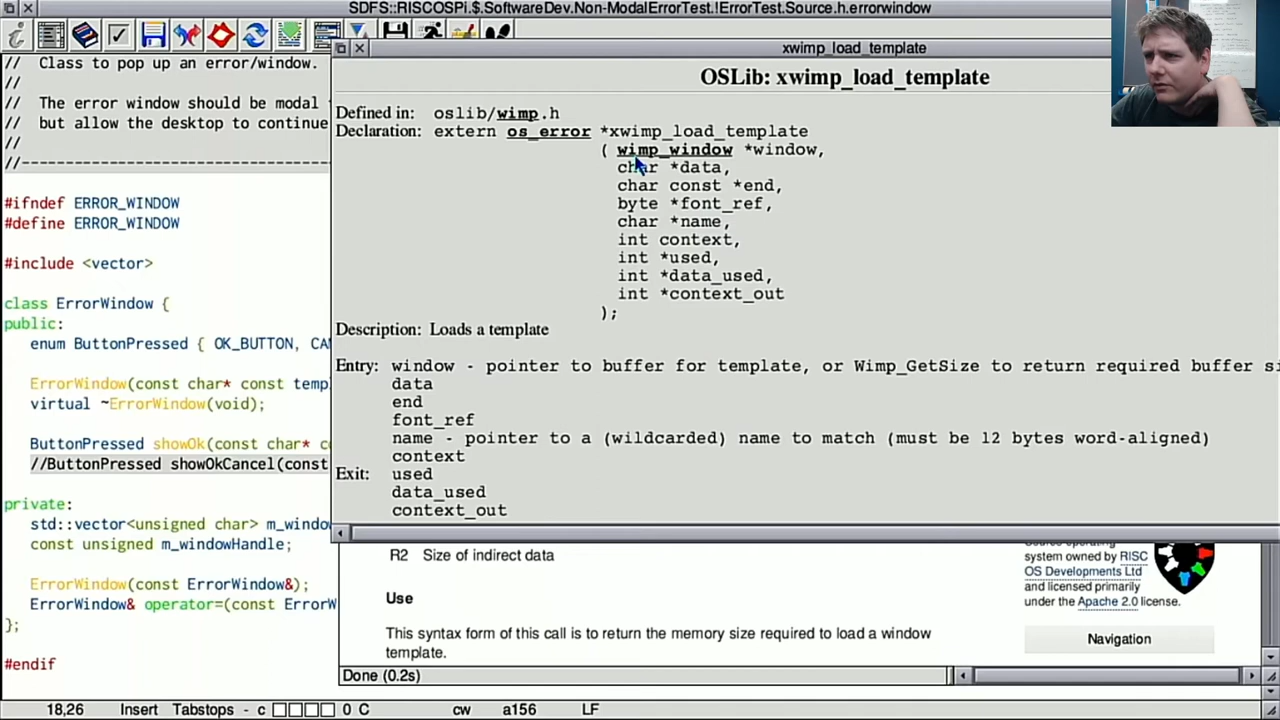 SDFS::RISCOSPi.$.SoftwareDev.Non-ModalErrorTest.!ErrorTest.Source.h.errorwindow
// Class to pop up an error/window.
//
// The error window should be modal
// but allow the desktop to continue
//
//------------------------------------
#ifndef ERROR_WINDOW
#define ERROR_WINDOW
#include <vector>
class ErrorWindow {
public:
enum ButtonPressed { OK_BUTTON, CAN
ErrorWindow(const char* const temp
virtual ~ErrorWindow(void);
ButtonPressed showOk(const char* c
//ButtonPressed showOkCancel(const
private:
std::vector<unsigned char> m_windo
const unsigned m_windowHandle;
ErrorWindow(const ErrorWindow&);
ErrorWindow& operator=(const ErrorW
};
#endif
xwimp_load_template
OSLib: xwimp_load_template
Defined in: oslib/wimp.h
Declaration: extern os_error *xwimp_load_template
( wimp_window *window,
char *data,
char const *end,
byte *font_ref,
char *name,
int context,
int *used,
int *data_used,
int *context_out
);
Description: Loads a template
Entry: window - pointer to buffer for template, or Wimp_GetSize to return required buffer si
data
end
font_ref
name - pointer to a (wildcarded) name to match (must be 12 bytes word-aligned)
context
Exit: used
data_used
context_out
R2 Size of indirect data
Use
This syntax form of this call is to return the memory size required to load a window
template.
system owned by RISC
OS Developments Ltd
and licensed primarily
under the Apache 2.0 license.
Navigation
Done (0.2s)
18,26 Insert Tabstops - c 0 C cw a156 LF